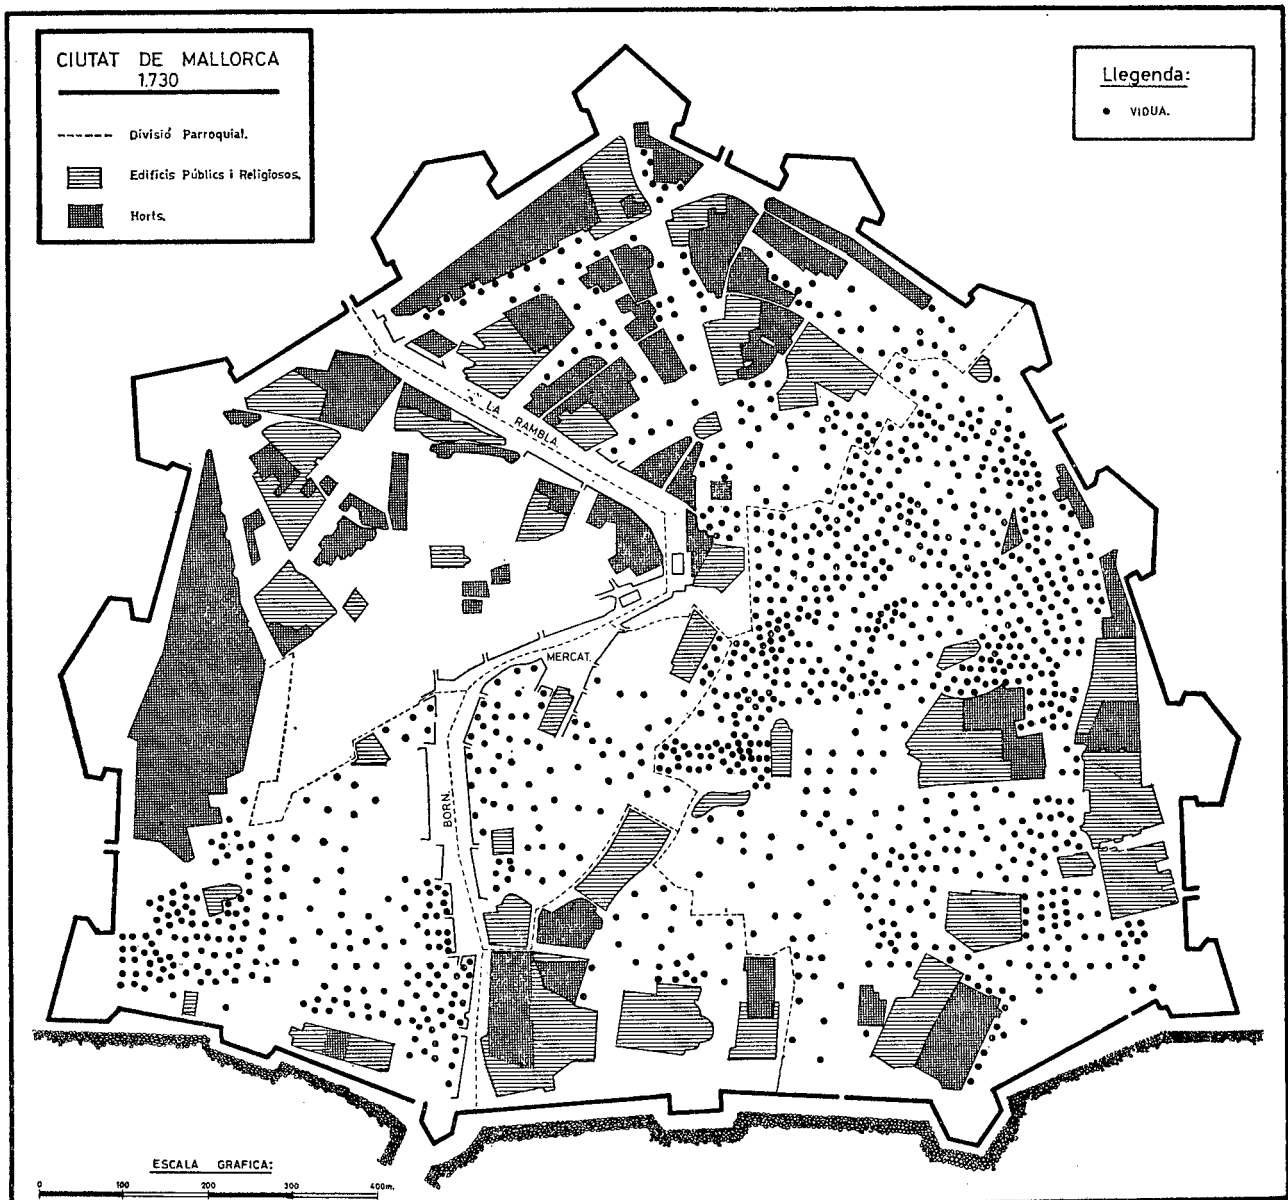 CIUTAT DE MALLORCA
1.730
Divisió Parroquial.
Edificis Públics i Religiosos.
Horts.
Llegenda:
VIDUA.
LA RAMBLA.
MERCAT.
BORN.
ESCALA GRAFICA:
0 100 200 300 400m.